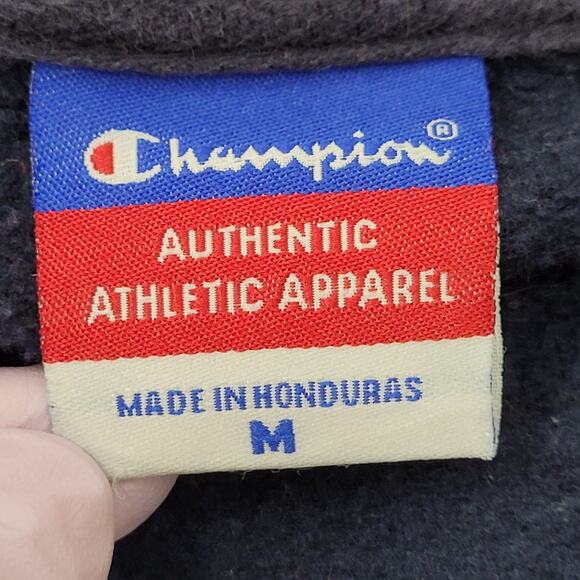 Champion®
AUTHENTIC
ATHLETIC APPAREL
MADE IN HONDURAS
M